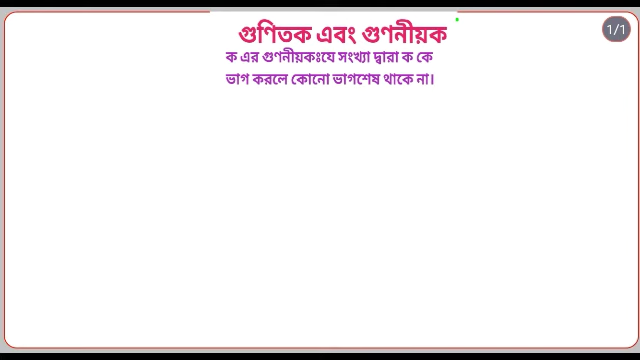 গুণিতক এবং গুণনীয়ক
1/1
ক এর গুণনীয়কঃযে সংখ্যা দ্বারা ক কে
ভাগ করলে কোনো ভাগশেষ থাকে না।